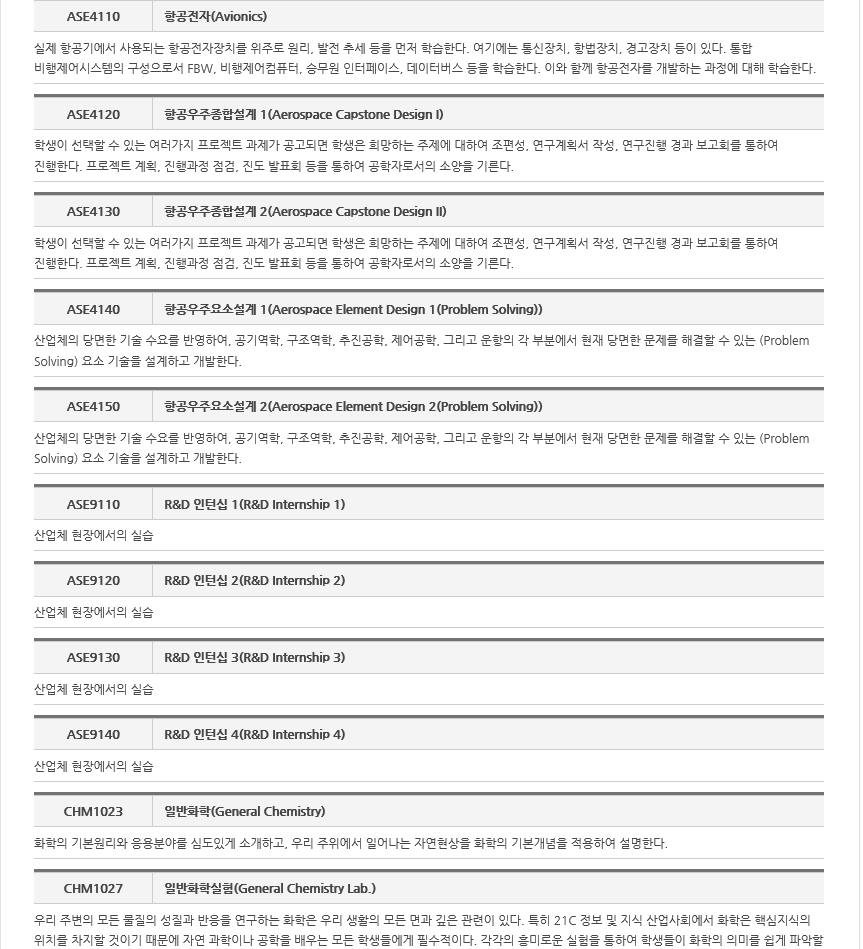 ASE4110 항공전자(Avionics)
실제 항공기에서 사용되는 항공전자장치를 위주로 원리, 발전 추세 등을 먼저 학습한다. 여기에는 통신장치, 항법장치, 경고장치 등이 있다. 통합
비행제어시스템의 구성으로서 FBW, 비행제어컴퓨터, 승무원 인터페이스, 데이터버스 등을 학습한다. 이와 함께 항공전자를 개발하는 과정에 대해 학습한다.
ASE4120 항공우주종합설계 1(Aerospace Capstone Design I)
학생이 선택할 수 있는 여러가지 프로젝트 과제가 공고되면 학생은 희망하는 주제에 대하여 조편성, 연구계획서 작성, 연구진행 경과 보고회를 통하여
진행한다. 프로젝트 계획, 진행과정 점검, 진도 발표회 등을 통하여 공학자로서의 소양을 기른다.
ASE4130 항공우주종합설계 2(Aerospace Capstone Design II)
학생이 선택할 수 있는 여러가지 프로젝트 과제가 공고되면 학생은 희망하는 주제에 대하여 조편성, 연구계획서 작성, 연구진행 경과 보고회를 통하여
진행한다. 프로젝트 계획, 진행과정 점검, 진도 발표회 등을 통하여 공학자로서의 소양을 기른다.
ASE4140 항공우주요소설계 1(Aerospace Element Design 1(Problem Solving))
산업체의 당면한 기술 수요를 반영하여, 공기역학, 구조역학, 추진공학, 제어공학, 그리고 운항의 각 부분에서 현재 당면한 문제를 해결할 수 있는 (Problem
Solving) 요소 기술을 설계하고 개발한다.
ASE4150 항공우주요소설계 2(Aerospace Element Design 2(Problem Solving))
산업체의 당면한 기술 수요를 반영하여, 공기역학, 구조역학, 추진공학, 제어공학, 그리고 운항의 각 부분에서 현재 당면한 문제를 해결할 수 있는 (Problem
Solving) 요소 기술을 설계하고 개발한다.
ASE9110 R&D 인턴십 1(R&D Internship 1)
산업체 현장에서의 실습
ASE9120 R&D 인턴십 2(R&D Internship 2)
산업체 현장에서의 실습
ASE9130 R&D 인턴십 3(R&D Internship 3)
산업체 현장에서의 실습
ASE9140 R&D 인턴십 4(R&D Internship 4)
산업체 현장에서의 실습
CHM1023 일반화학(General Chemistry)
화학의 기본원리와 응용분야를 심도있게 소개하고, 우리 주위에서 일어나는 자연현상을 화학의 기본개념을 적용하여 설명한다.
CHM1027 일반화학실험(General Chemistry Lab.)
우리 주변의 모든 물질의 성질과 반응을 연구하는 화학은 우리 생활의 모든 면과 깊은 관련이 있다. 특히 21C 정보 및 지식 산업사회에서 화학은 핵심지식의
위치를 차지할 것이기 때문에 자연 과학이나 공학을 배우는 모든 학생들에게 필수적이다. 각각의 흥미로운 실험을 통하여 학생들이 화학의 의미를 쉽게 파악할